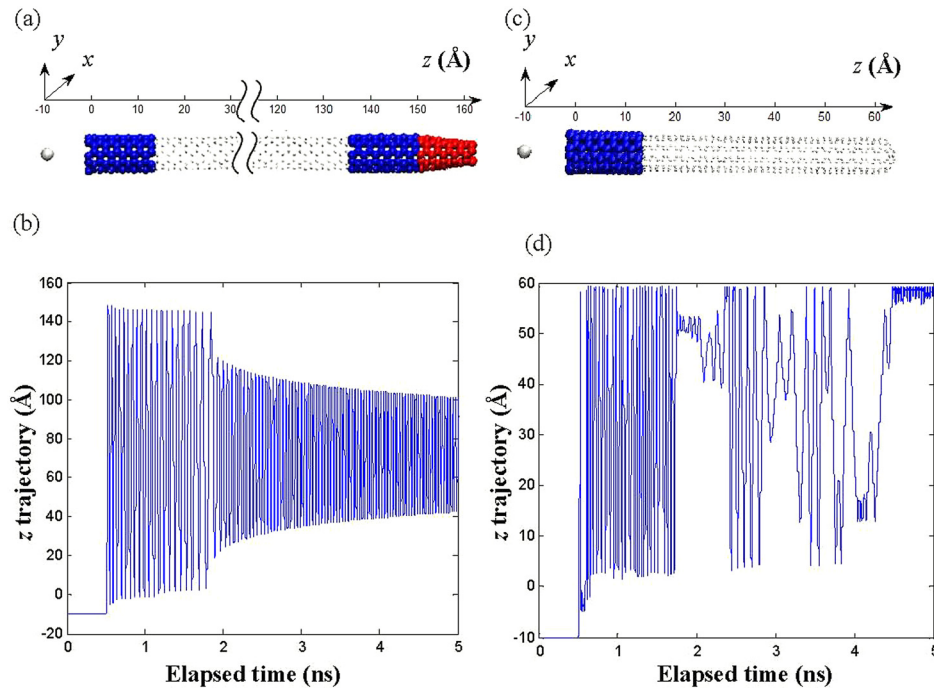 (a)
y
x
z (Å)
-10 0 10 20 30 120 130 140 150 160
(c)
y
x
z (Å)
-10 0 10 20 30 40 50 60
(b)
160
140
120
100
80
60
40
20
0
-20
z trajectory (Å)
0 1 2 3 4 5
Elapsed time (ns)
(d)
60
50
40
30
20
10
0
-10
z trajectory (Å)
0 1 2 3 4 5
Elapsed time (ns)